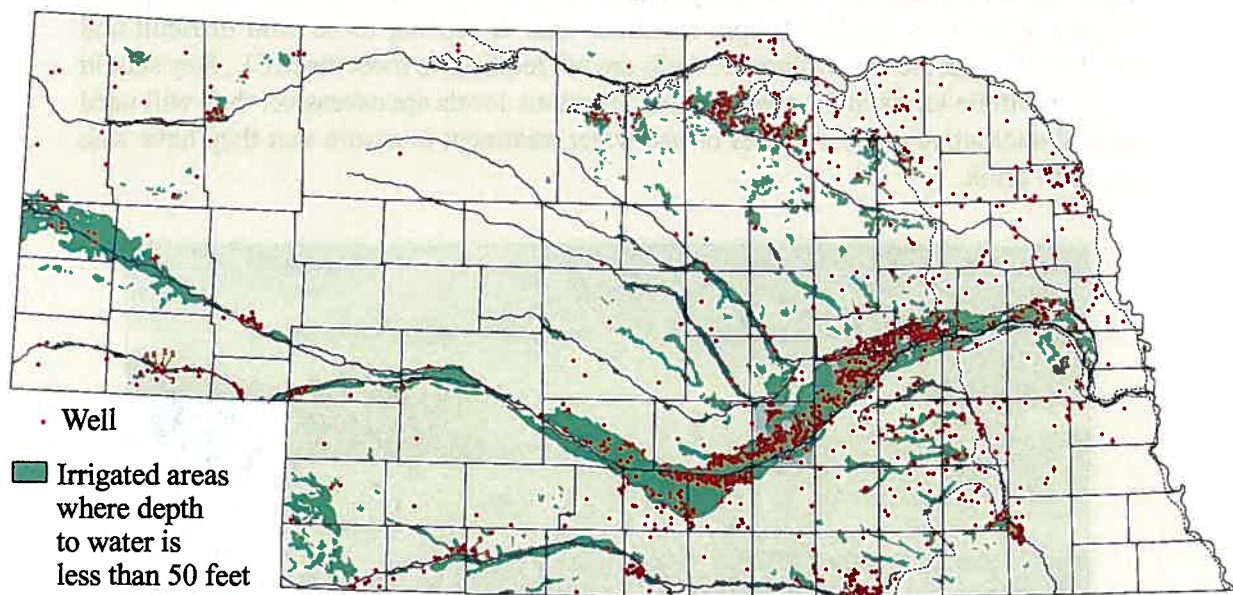 Well
Irrigated areas
where depth
to water is
less than 50 feet